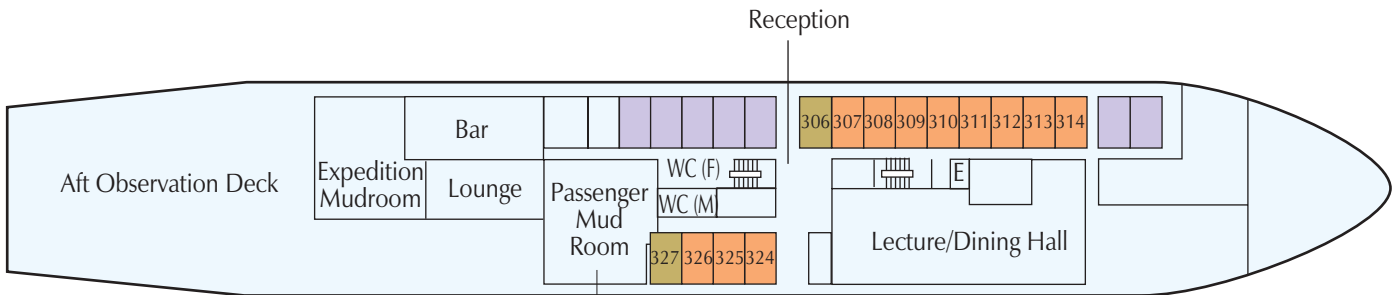 Reception
306 307 308 309 310 311 312 313 314
Bar
Expedition
Mudroom
Aft Observation Deck
Lounge
Passenger
Mud
Room
WC (F)
WC (M)
E
Lecture/Dining Hall
327 326 325 324